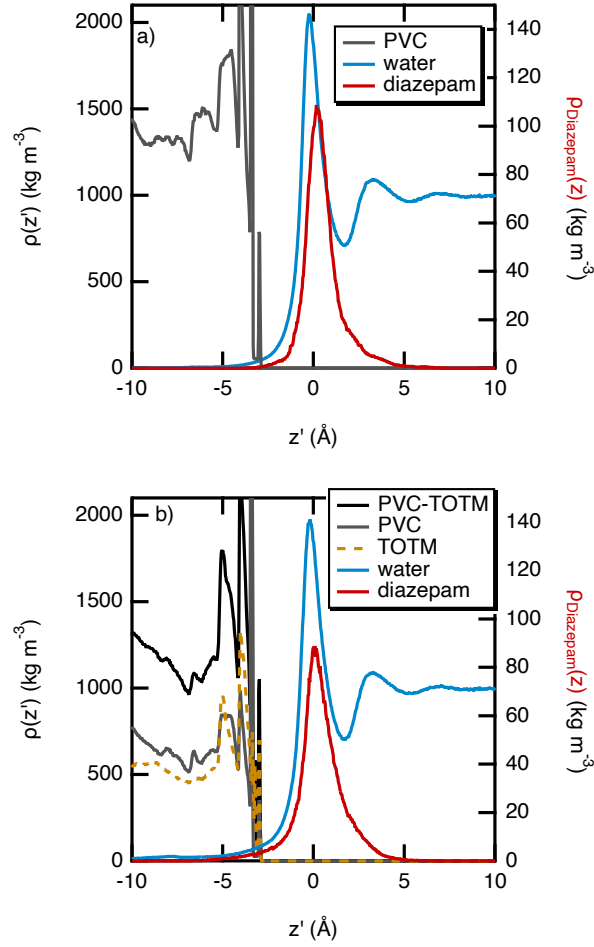 a)
PVC
water
diazepam
2000
1500
1000
500
0
140
120
100
80
60
40
20
0
-10
-5
0
5
10
ρ(z') (kg m⁻³)
ρDiazepam(z) (kg m⁻³)
z' (Å)
b)
PVC-TOTM
PVC
TOTM
water
diazepam
2000
1500
1000
500
0
140
120
100
80
60
40
20
0
-10
-5
0
5
10
ρ(z') (kg m⁻³)
ρDiazepam(z) (kg m⁻³)
z' (Å)